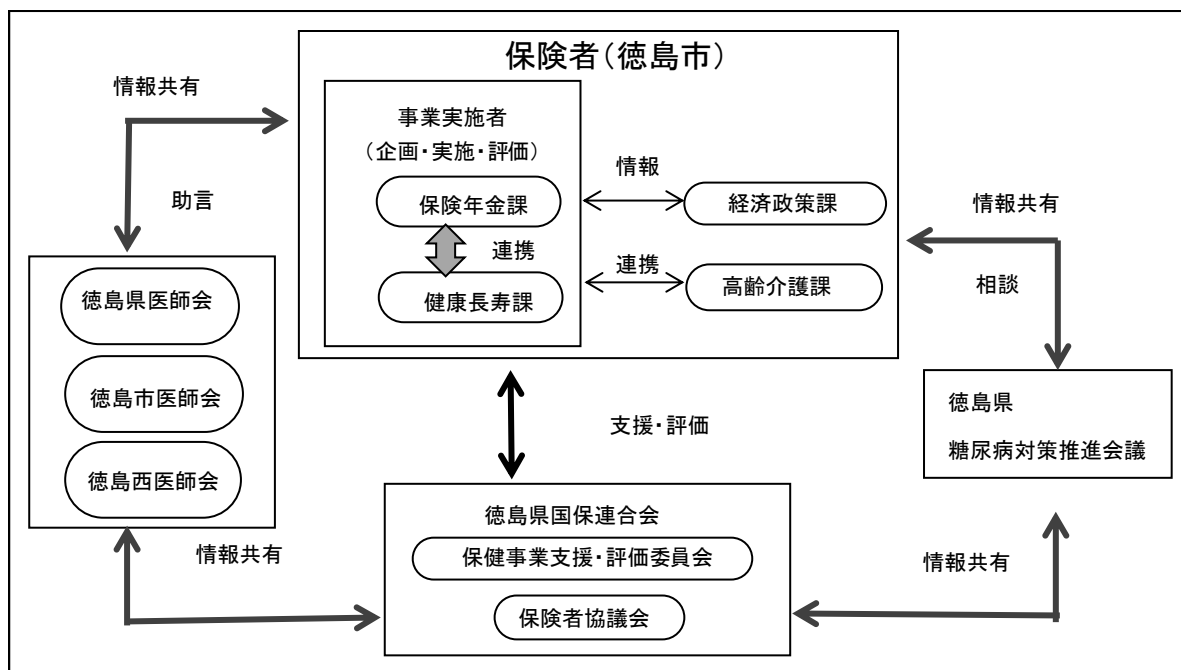 保険者（徳島市）
情報共有
事業実施者
（企画・実施・評価）
情報
助言
保険年金課
経済政策課
情報共有
連携
連携
健康長寿課
高齢介護課
相談
徳島県医師会
徳島市医師会
徳島西医師会
支援・評価
徳島県
糖尿病対策推進会議
徳島県国保連合会
保健事業支援・評価委員会
保険者協議会
情報共有
情報共有